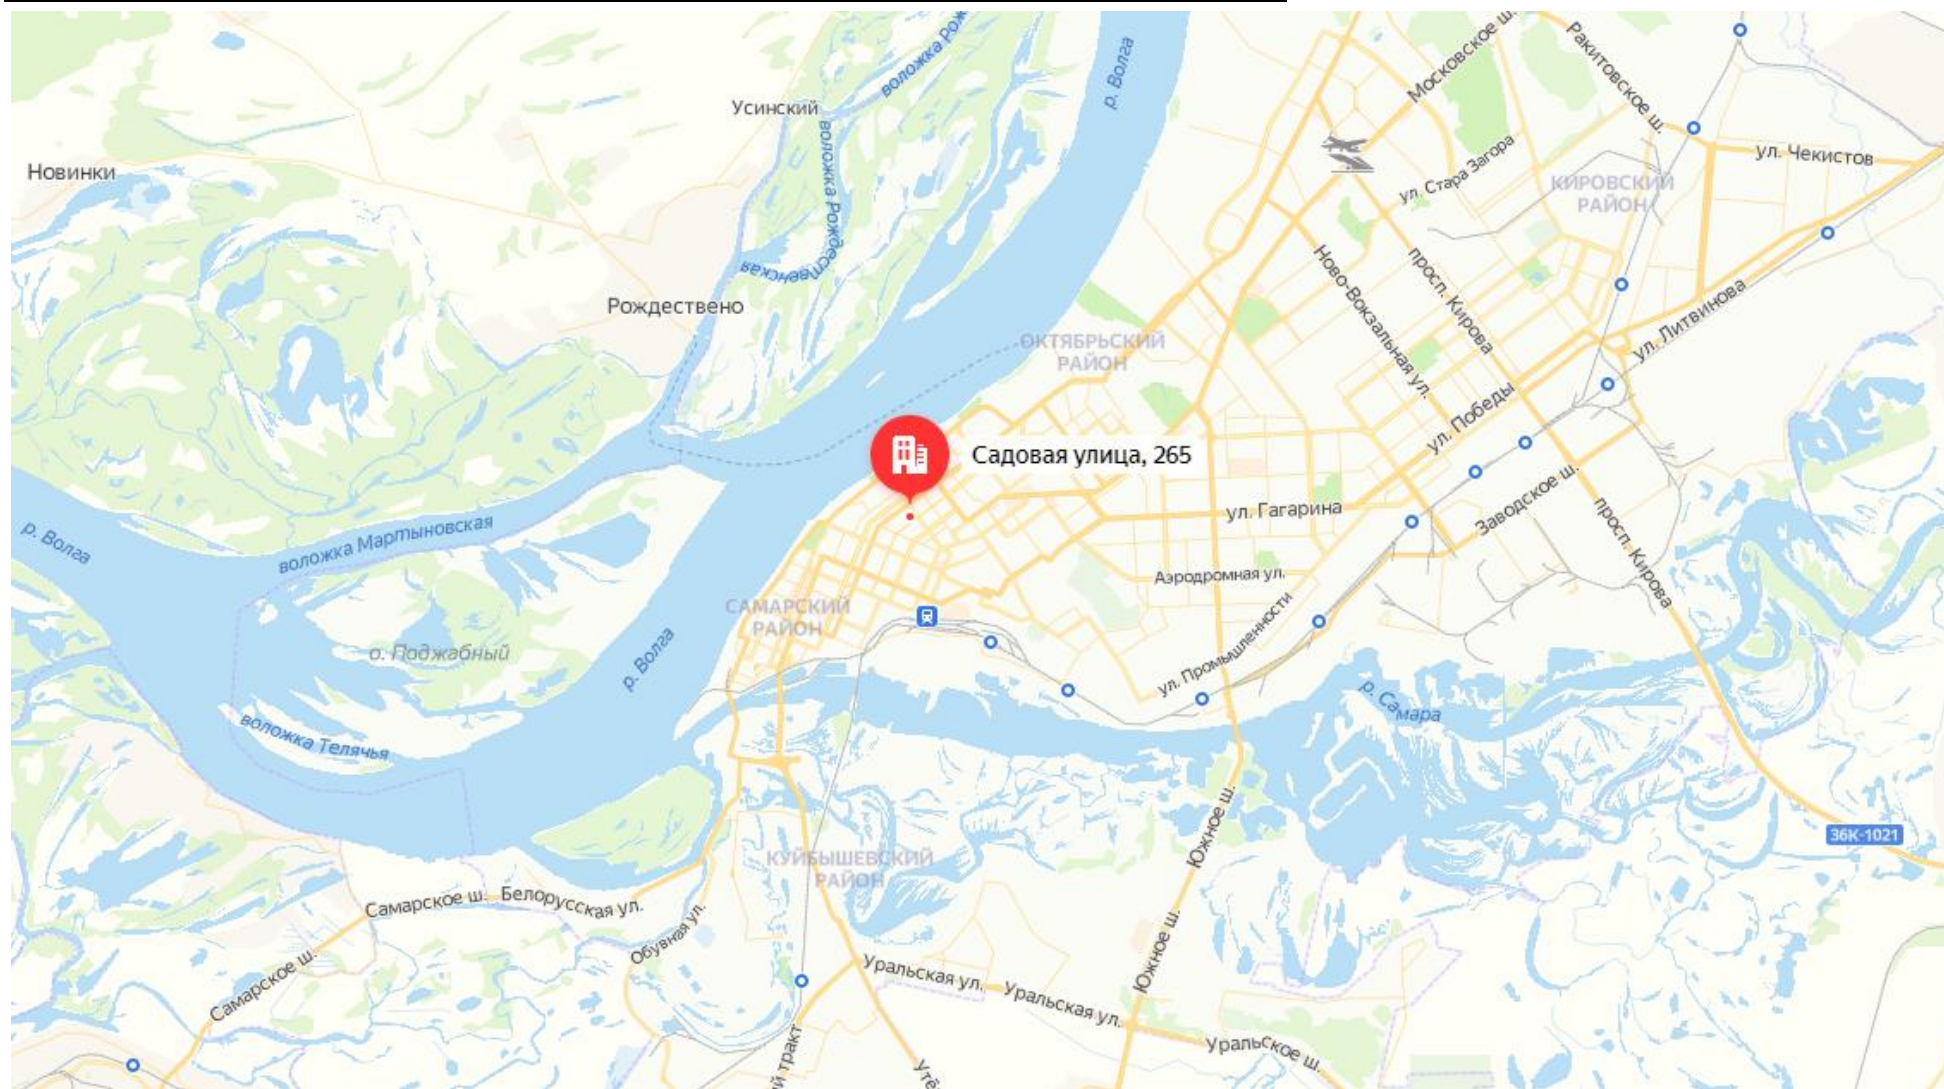 р. Волга
воложка Рож
Московское ш.
Ракитовское ш.
Усинский
ул. Чекистов
Новинки
воложка Рождественская
ул. Стара Загора
КИРОВСКИЙ
РАЙОН
Рождествено
Ново-Вокзальная ул.
просп. Кирова
ул. Литвинова
ОКТЯБРЬСКИЙ
РАЙОН
ул. Победы
Садовая улица, 265
ул. Гагарина
Заводское ш.
просп. Кирова
р. Волга
воложка Мартыновская
Аэродромная ул.
САМАРСКИЙ
РАЙОН
ул. Промышленности
о. Поджабный
р. Волга
р. Самара
воложка Телячья
Южное ш.
36К-1021
КУЙБЫШЕВСКИЙ
РАЙОН
Самарское ш.
Белорусская ул.
Обувная ул.
Самарское ш.
Южное ш.
Уральская ул.
Уральская ул.
Уральское ш.
й тракт
Утё